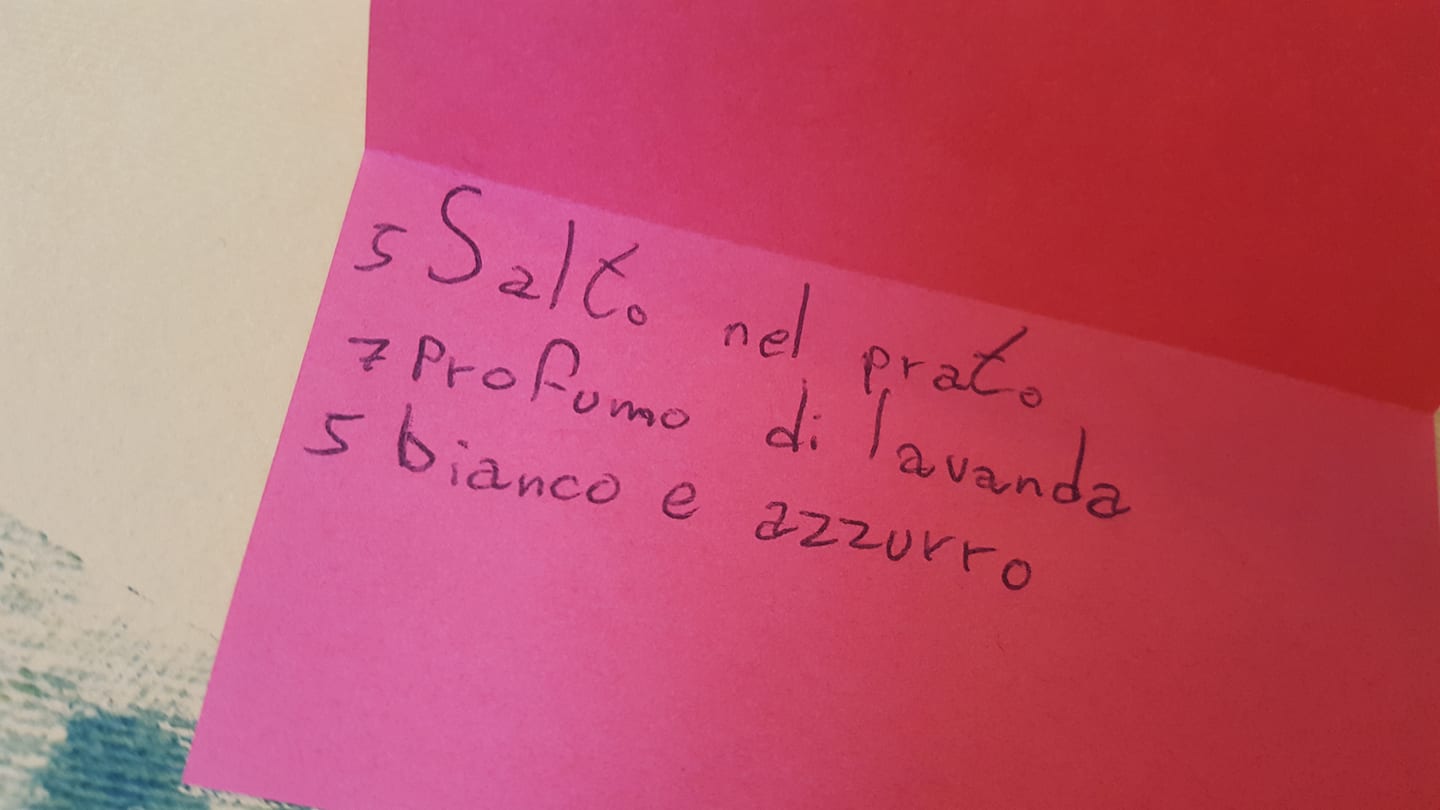 5 Salto nel prato
7 Profumo di lavanda
5 bianco e azzurro